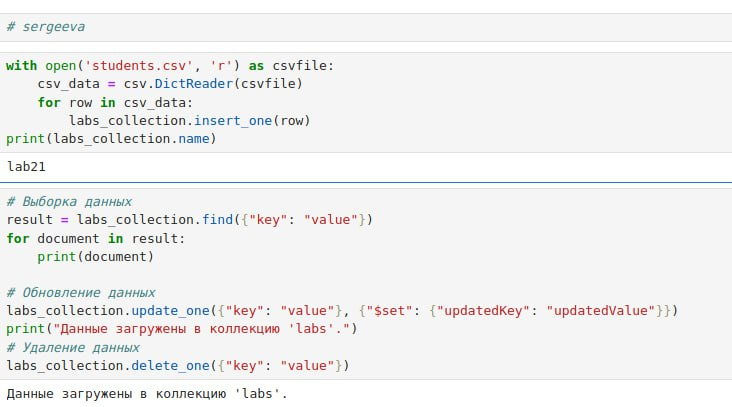 # sergeeva
with open('students.csv', 'r') as csvfile:
    csv_data = csv.DictReader(csvfile)
    for row in csv_data:
        labs_collection.insert_one(row)
print(labs_collection.name)
lab21
# Выборка данных
result = labs_collection.find({"key": "value"})
for document in result:
    print(document)
# Обновление данных
labs_collection.update_one({"key": "value"}, {"$set": {"updatedKey": "updatedValue"}})
print("Данные загружены в коллекцию 'labs'.")
# Удаление данных
labs_collection.delete_one({"key": "value"})
Данные загружены в коллекцию 'labs'.